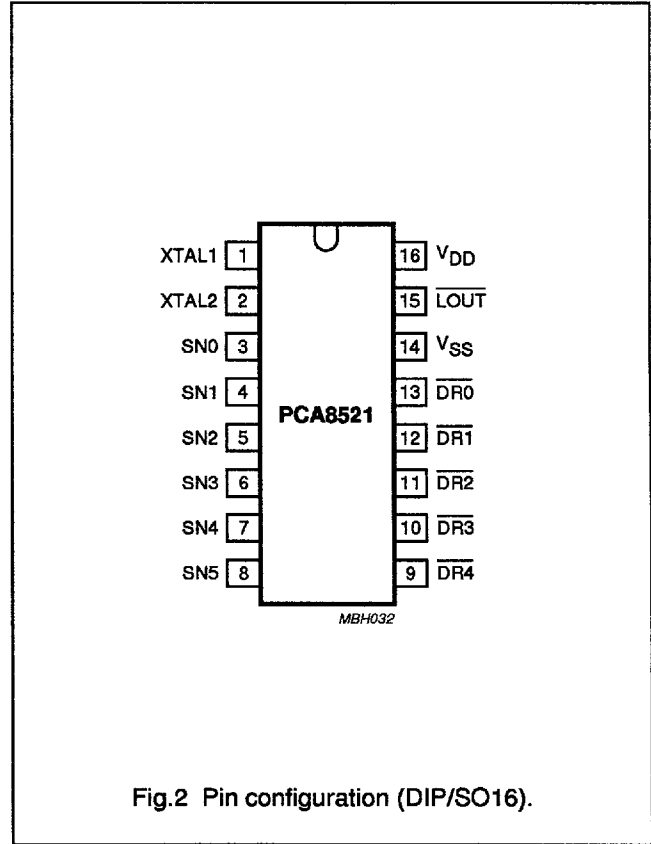 XTAL1 1 16 VDD
XTAL2 2 15 LOUT
SN0 3 14 VSS
SN1 4 13 DR0
PCA8521
SN2 5 12 DR1
SN3 6 11 DR2
SN4 7 10 DR3
SN5 8 9 DR4
MBH032
Fig.2 Pin configuration (DIP/SO16).